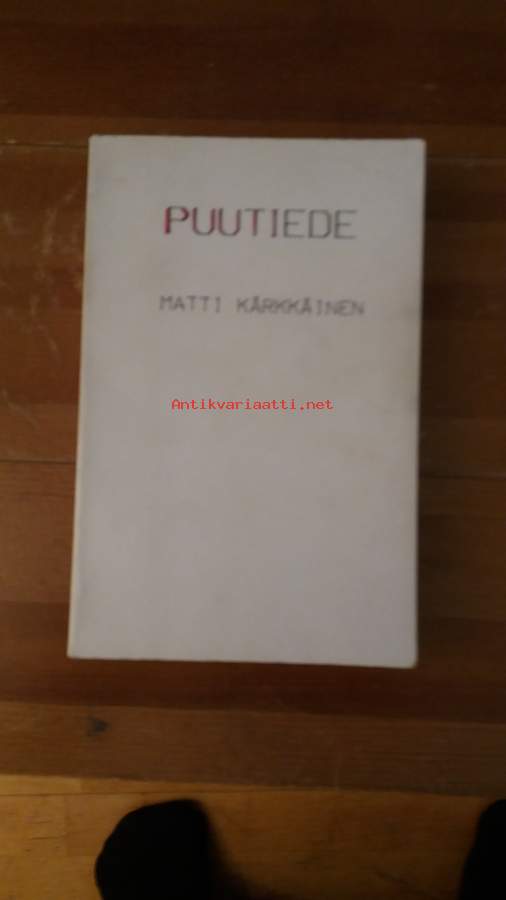 PUUTIEDE
MATTI KÄRKKÄINEN
Antikvariaatti.net